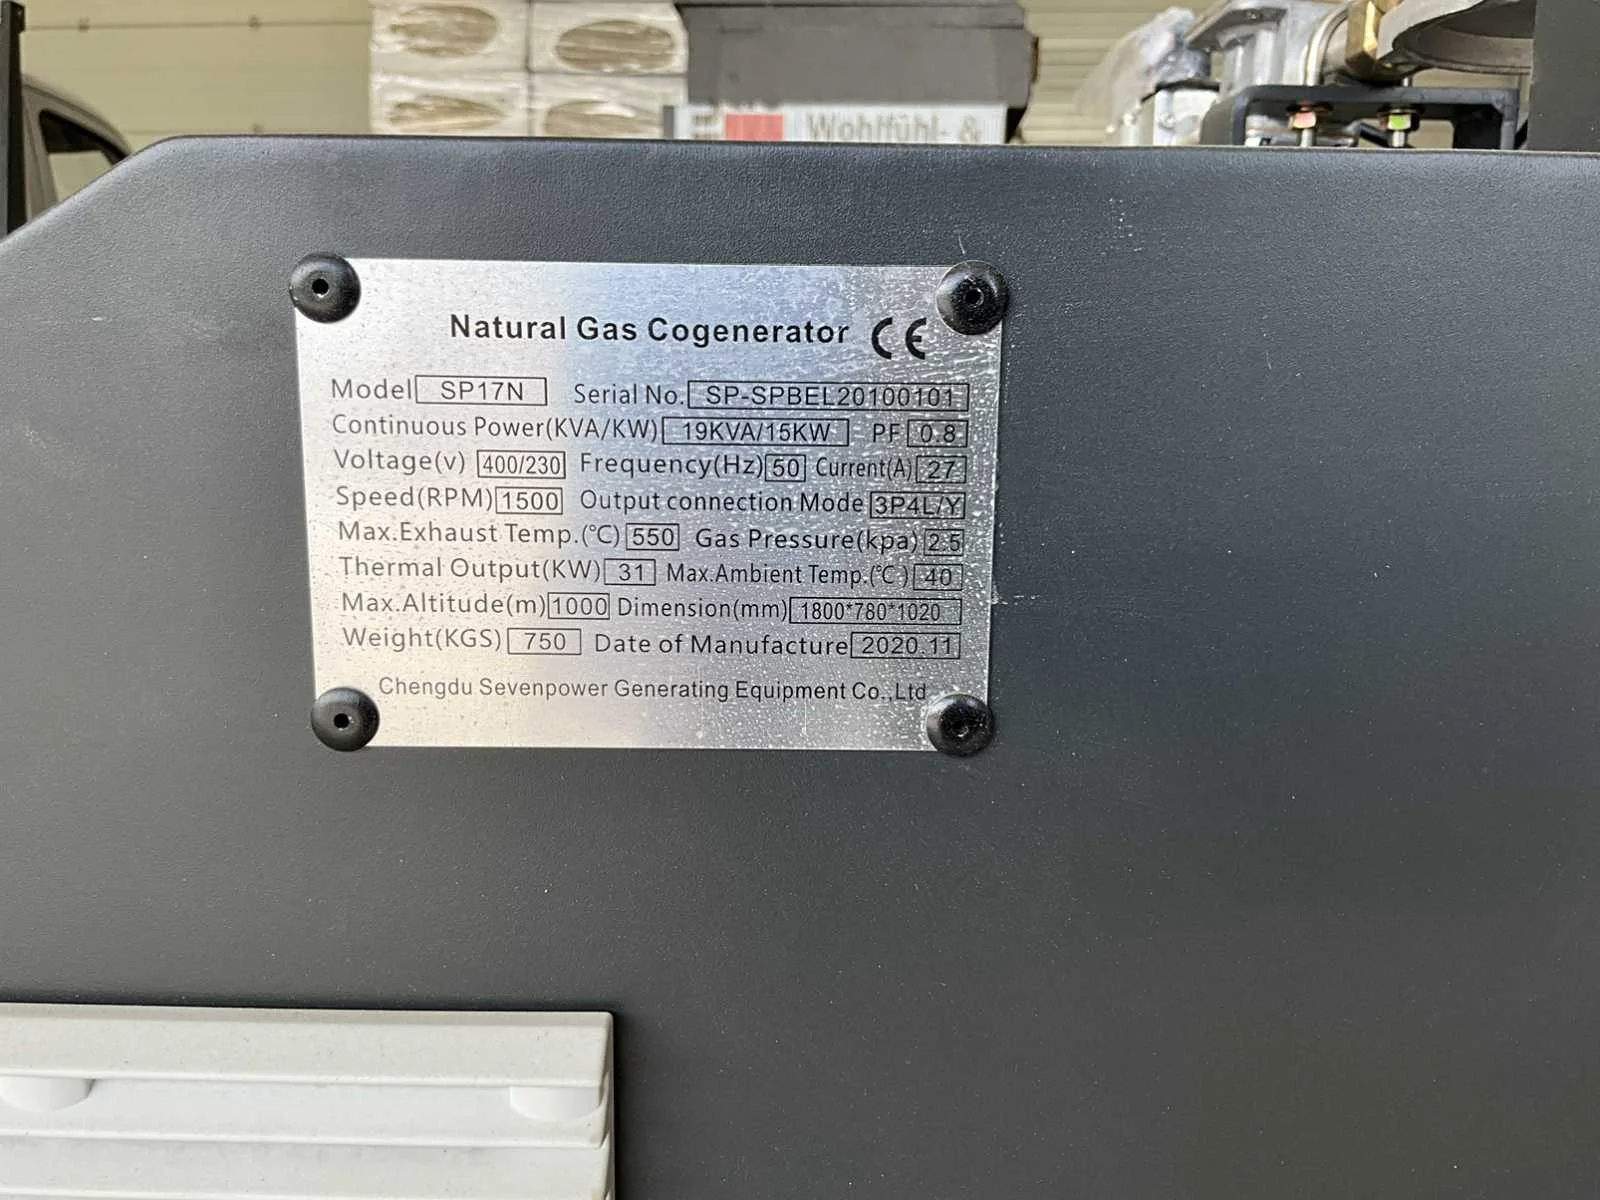 Wohlfühl- &
Natural Gas Cogenerator CE
Model SP17N Serial No. SP-SPBEL20100101
Continuous Power(KVA/KW) 19KVA/15KW PF 0.8
Voltage(v) 400/230 Frequency(Hz) 50 Current(A) 27
Speed(RPM) 1500 Output connection Mode 3P4L/Y
Max.Exhaust Temp.(℃) 550 Gas Pressure(kpa) 2.5
Thermal Output(KW) 31 Max.Ambient Temp.(℃) 40
Max.Altitude(m) 1000 Dimension(mm) 1800*780*1020
Weight(KGS) 750 Date of Manufacture 2020.11
Chengdu Sevenpower Generating Equipment Co.,Ltd